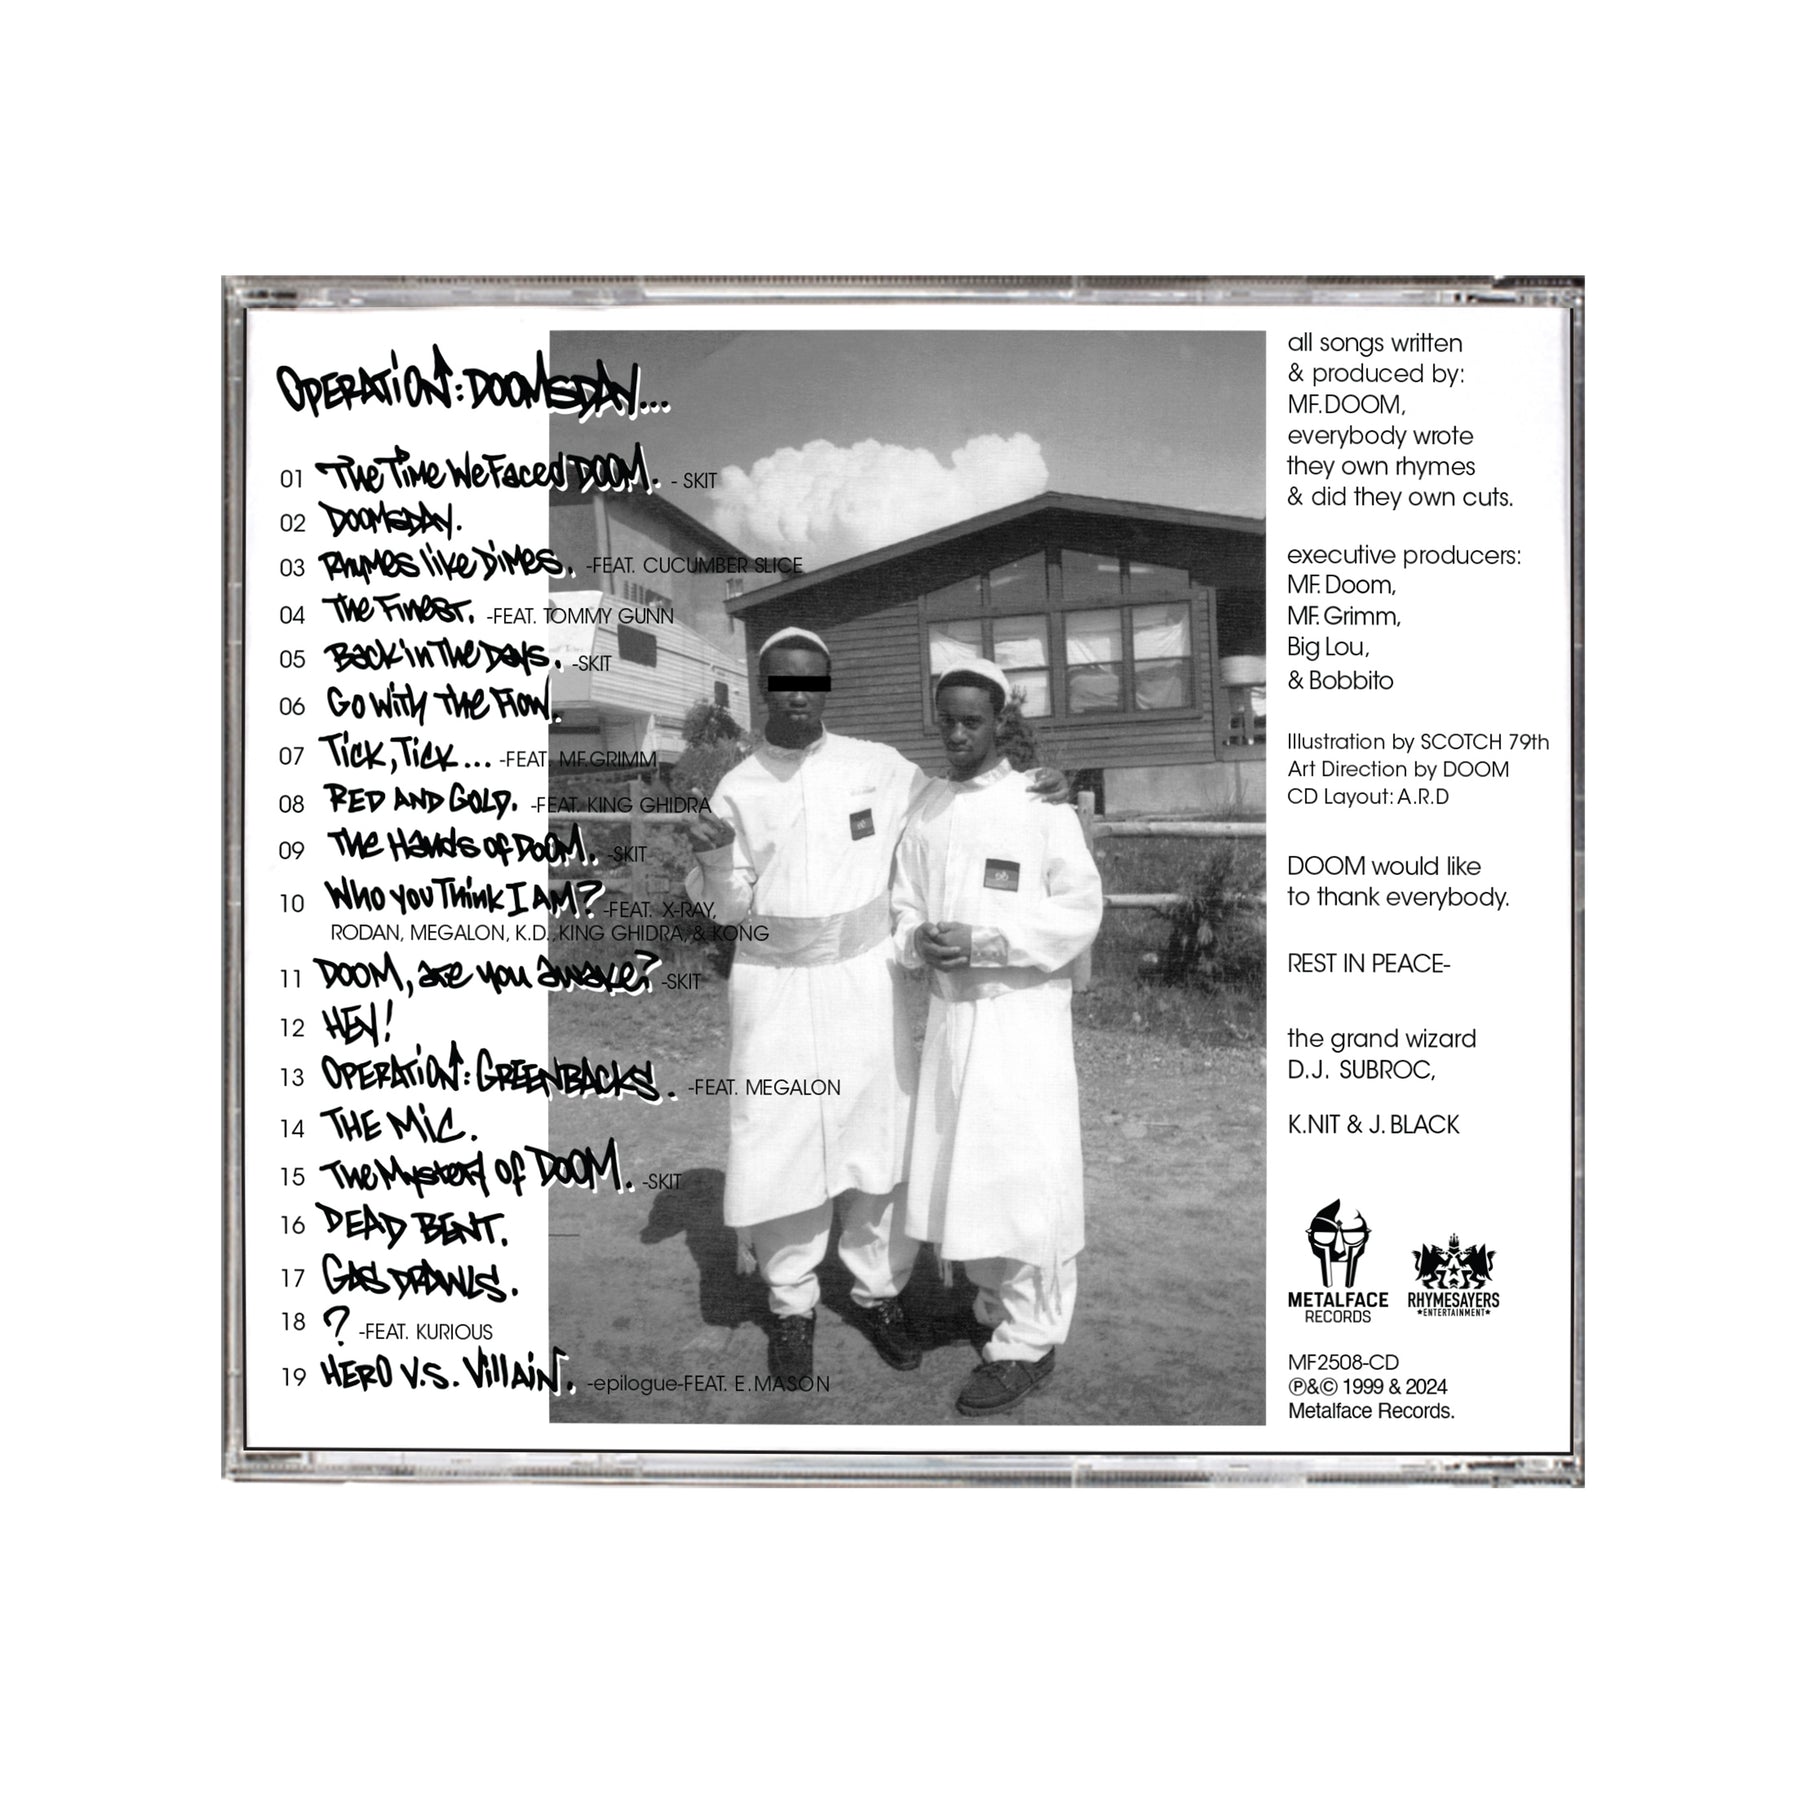 OPERATION: DOOMSDAY...
01 The Time We Faced DOOM. - SKIT
02 DOOMSDAY.
03 Rhymes like Dimes. -FEAT. CUCUMBER SLICE
04 The Finest. -FEAT. TOMMY GUNN
05 Back in The Days. -SKIT
06 Go With The Flow.
07 Tick, Tick... -FEAT. MF.GRIMM
08 RED AND GOLD. -FEAT. KING GHIDRA
09 The Hands of DOOM. -SKIT
10 Who you Think I AM? -FEAT. X-RAY,
RODAN, MEGALON, K.D., KING GHIDRA, & KONG
11 DOOM, are you awake? -SKIT
12 HEY!
13 OPERATION: GREENBACKS. -FEAT. MEGALON
14 THE MIC.
15 The Mystery of DOOM. -SKIT
16 DEAD BENT.
17 GAS DRAWLS.
18 ? -FEAT. KURIOUS
19 HERO V.S. VillAiN. -epilogue-FEAT. E.MASON
all songs written
& produced by:
MF.DOOM,
everybody wrote
they own rhymes
& did they own cuts.
executive producers:
MF. Doom,
MF. Grimm,
Big Lou,
& Bobbito
Illustration by SCOTCH 79th
Art Direction by DOOM
CD Layout: A.R.D
DOOM would like
to thank everybody.
REST IN PEACE-
the grand wizard
D.J. SUBROC,
K.NIT & J. BLACK
METALFACE
RECORDS
RHYMESAYERS
★ENTERTAINMENT★
MF2508-CD
℗&© 1999 & 2024
Metalface Records.